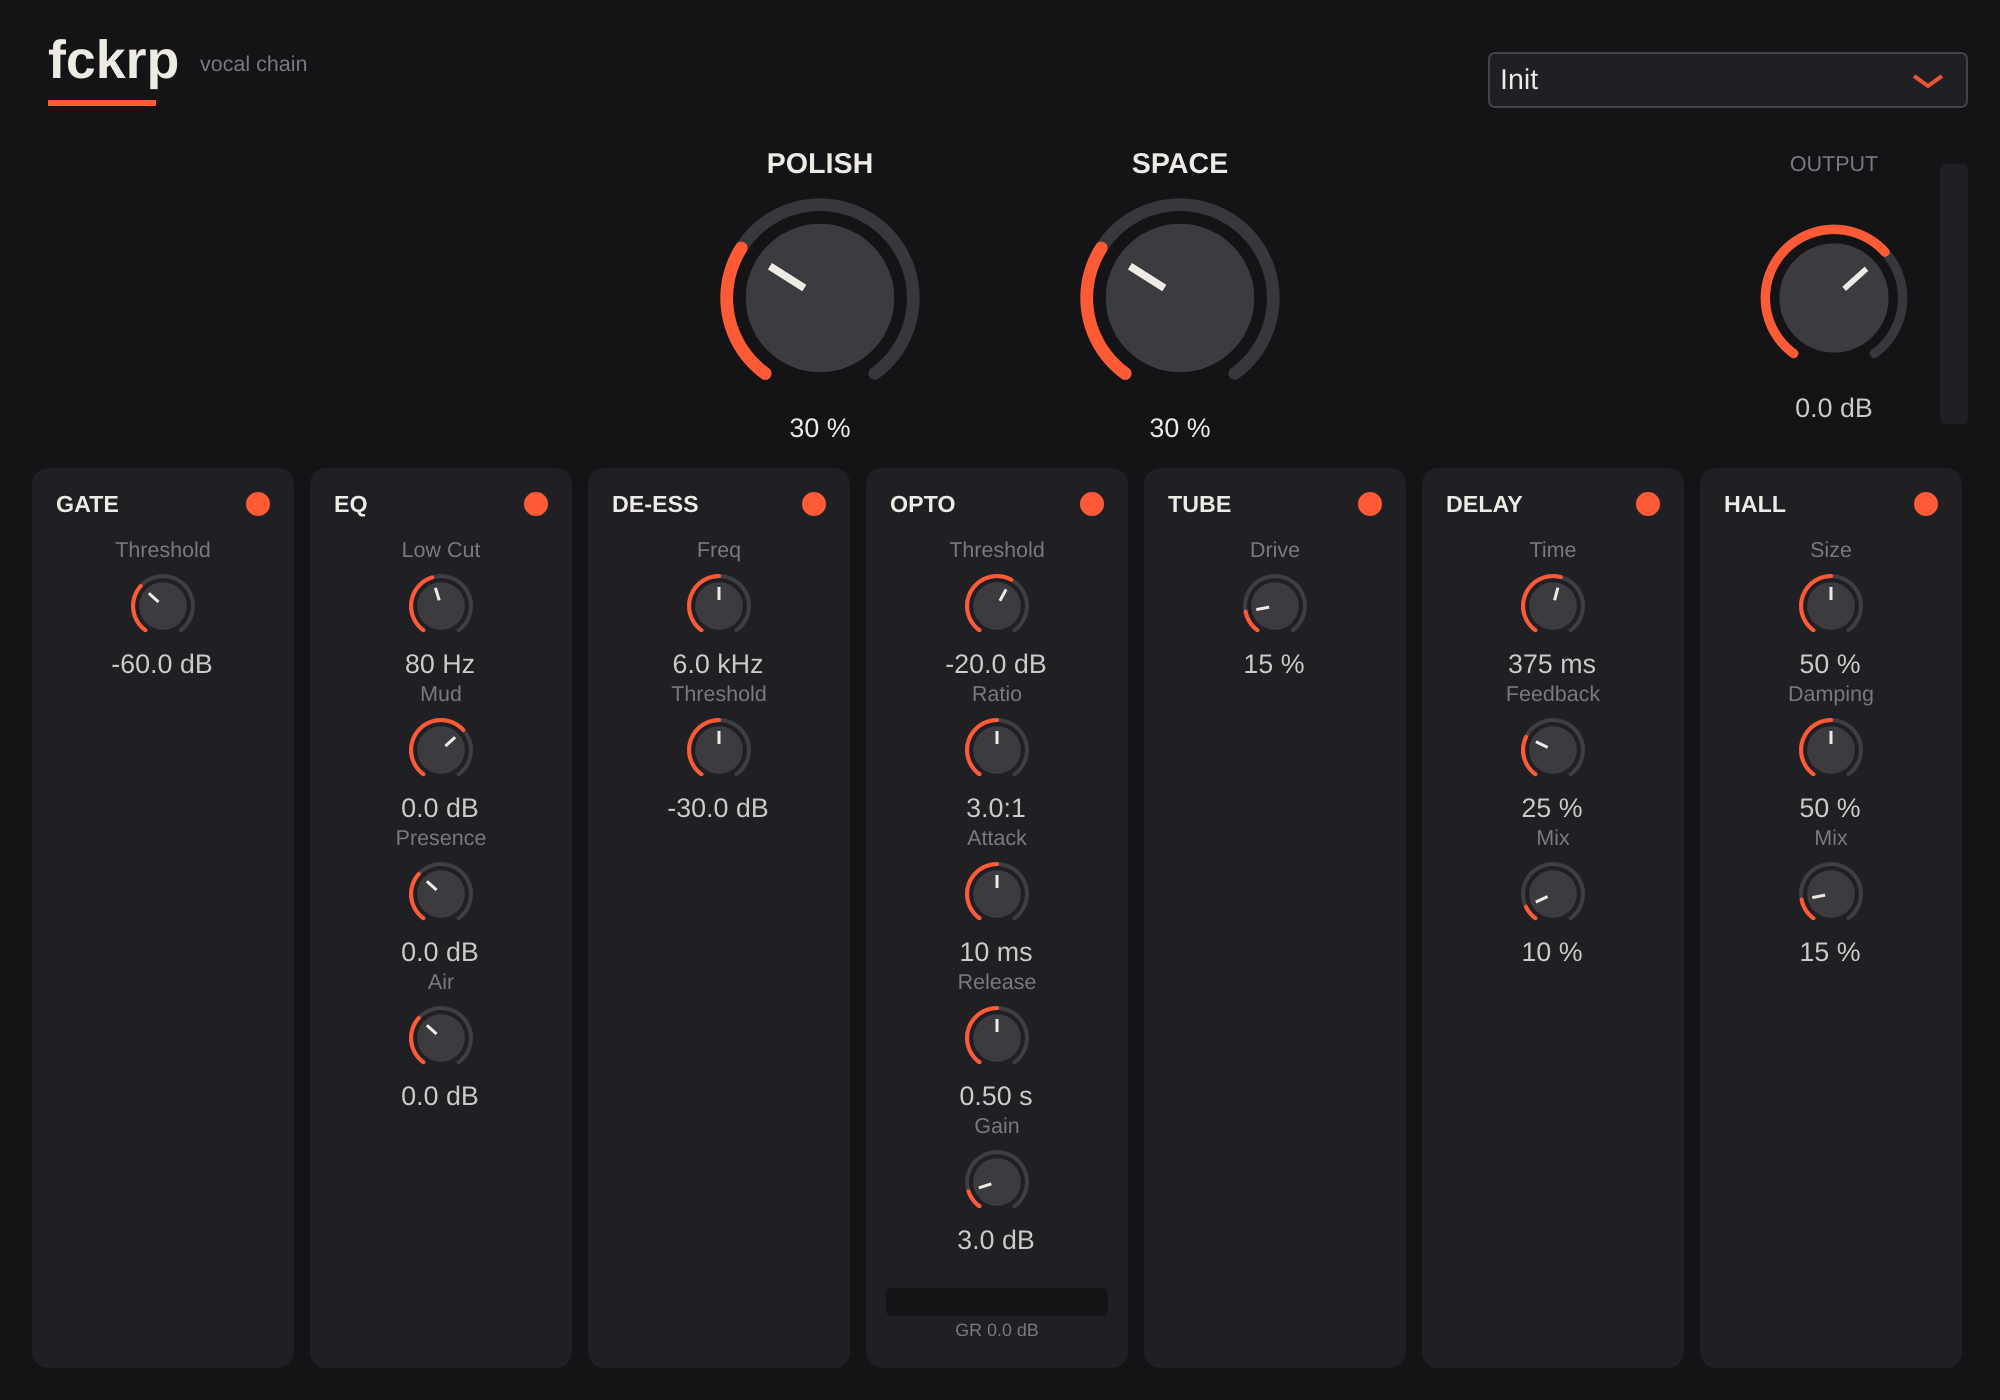 fckrp
vocal chain
Init
POLISH
SPACE
OUTPUT
30 %
30 %
0.0 dB
GATE
Threshold
-60.0 dB
EQ
Low Cut
80 Hz
Mud
0.0 dB
Presence
0.0 dB
Air
0.0 dB
DE-ESS
Freq
6.0 kHz
Threshold
-30.0 dB
OPTO
Threshold
-20.0 dB
Ratio
3.0:1
Attack
10 ms
Release
0.50 s
Gain
3.0 dB
GR 0.0 dB
TUBE
Drive
15 %
DELAY
Time
375 ms
Feedback
25 %
Mix
10 %
HALL
Size
50 %
Damping
50 %
Mix
15 %